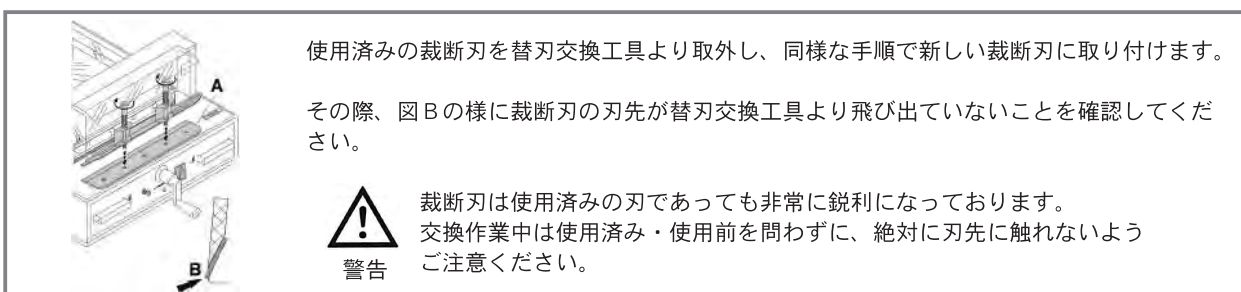 A
B
使用済みの裁断刃を替刃交換工具より取外し、同様な手順で新しい裁断刃に取り付けます。
その際、図Bの様に裁断刃の刃先が替刃交換工具より飛び出ていないことを確認してくだ
さい。
警告
裁断刃は使用済みの刃であっても非常に鋭利になっております。
交換作業中は使用済み・使用前を問わずに、絶対に刃先に触れないよう
ご注意ください。